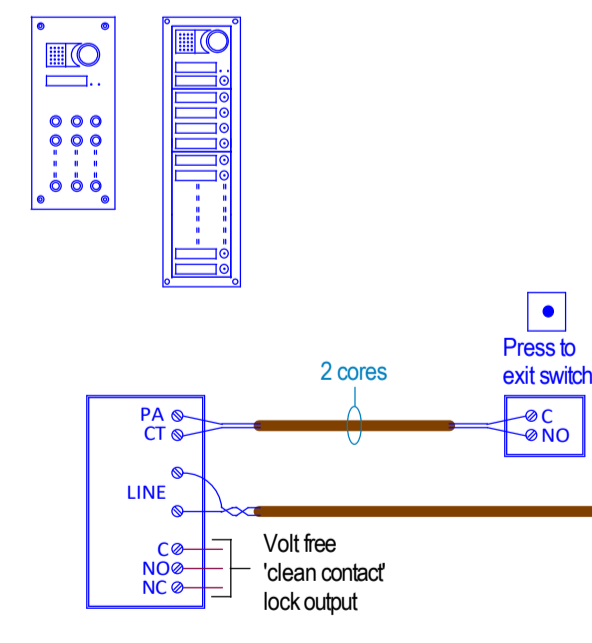 Press to
exit switch
2 cores
PA
CT
C
NO
LINE
C
NO
NC
Volt free
'clean contact'
lock output